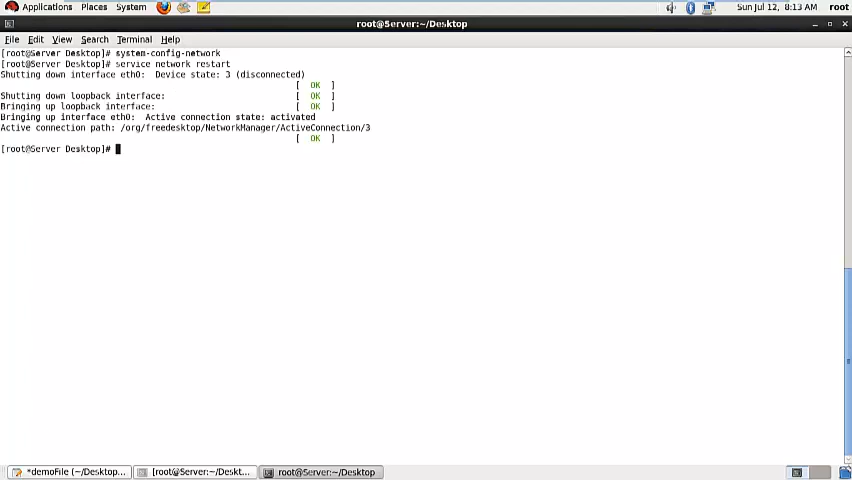 Applications Places System Sun Jul 12, 8:13 AM root
root@Server:~/Desktop
File Edit View Search Terminal Help
[root@Server Desktop]# system-config-network
[root@Server Desktop]# service network restart
Shutting down interface eth0:  Device state: 3 (disconnected)
[  OK  ]
Shutting down loopback interface: [  OK  ]
Bringing up loopback interface: [  OK  ]
Bringing up interface eth0:  Active connection state: activated
Active connection path: /org/freedesktop/NetworkManager/ActiveConnection/3
[  OK  ]
[root@Server Desktop]#
*demoFile (~/Desktop... [root@Server:~/Deskt... root@Server:~/Desktop